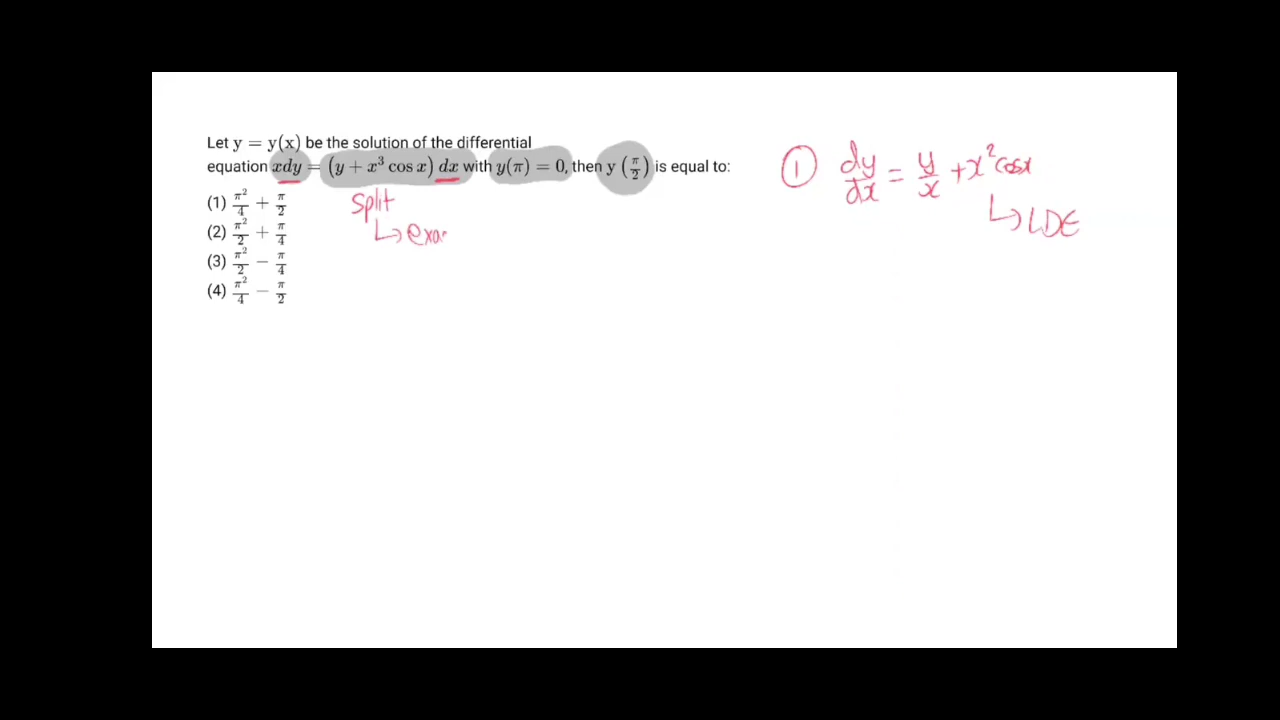 Let y = y(x) be the solution of the differential
equation xdy = (y + x³ cos x) dx with y(π) = 0, then y (π/2) is equal to:
(1) π²/4 + π/2
(2) π²/2 + π/4
(3) π²/2 − π/4
(4) π²/4 − π/2
split
↳ exa
① dy/dx = y/x + x² cosx
↳ LDE